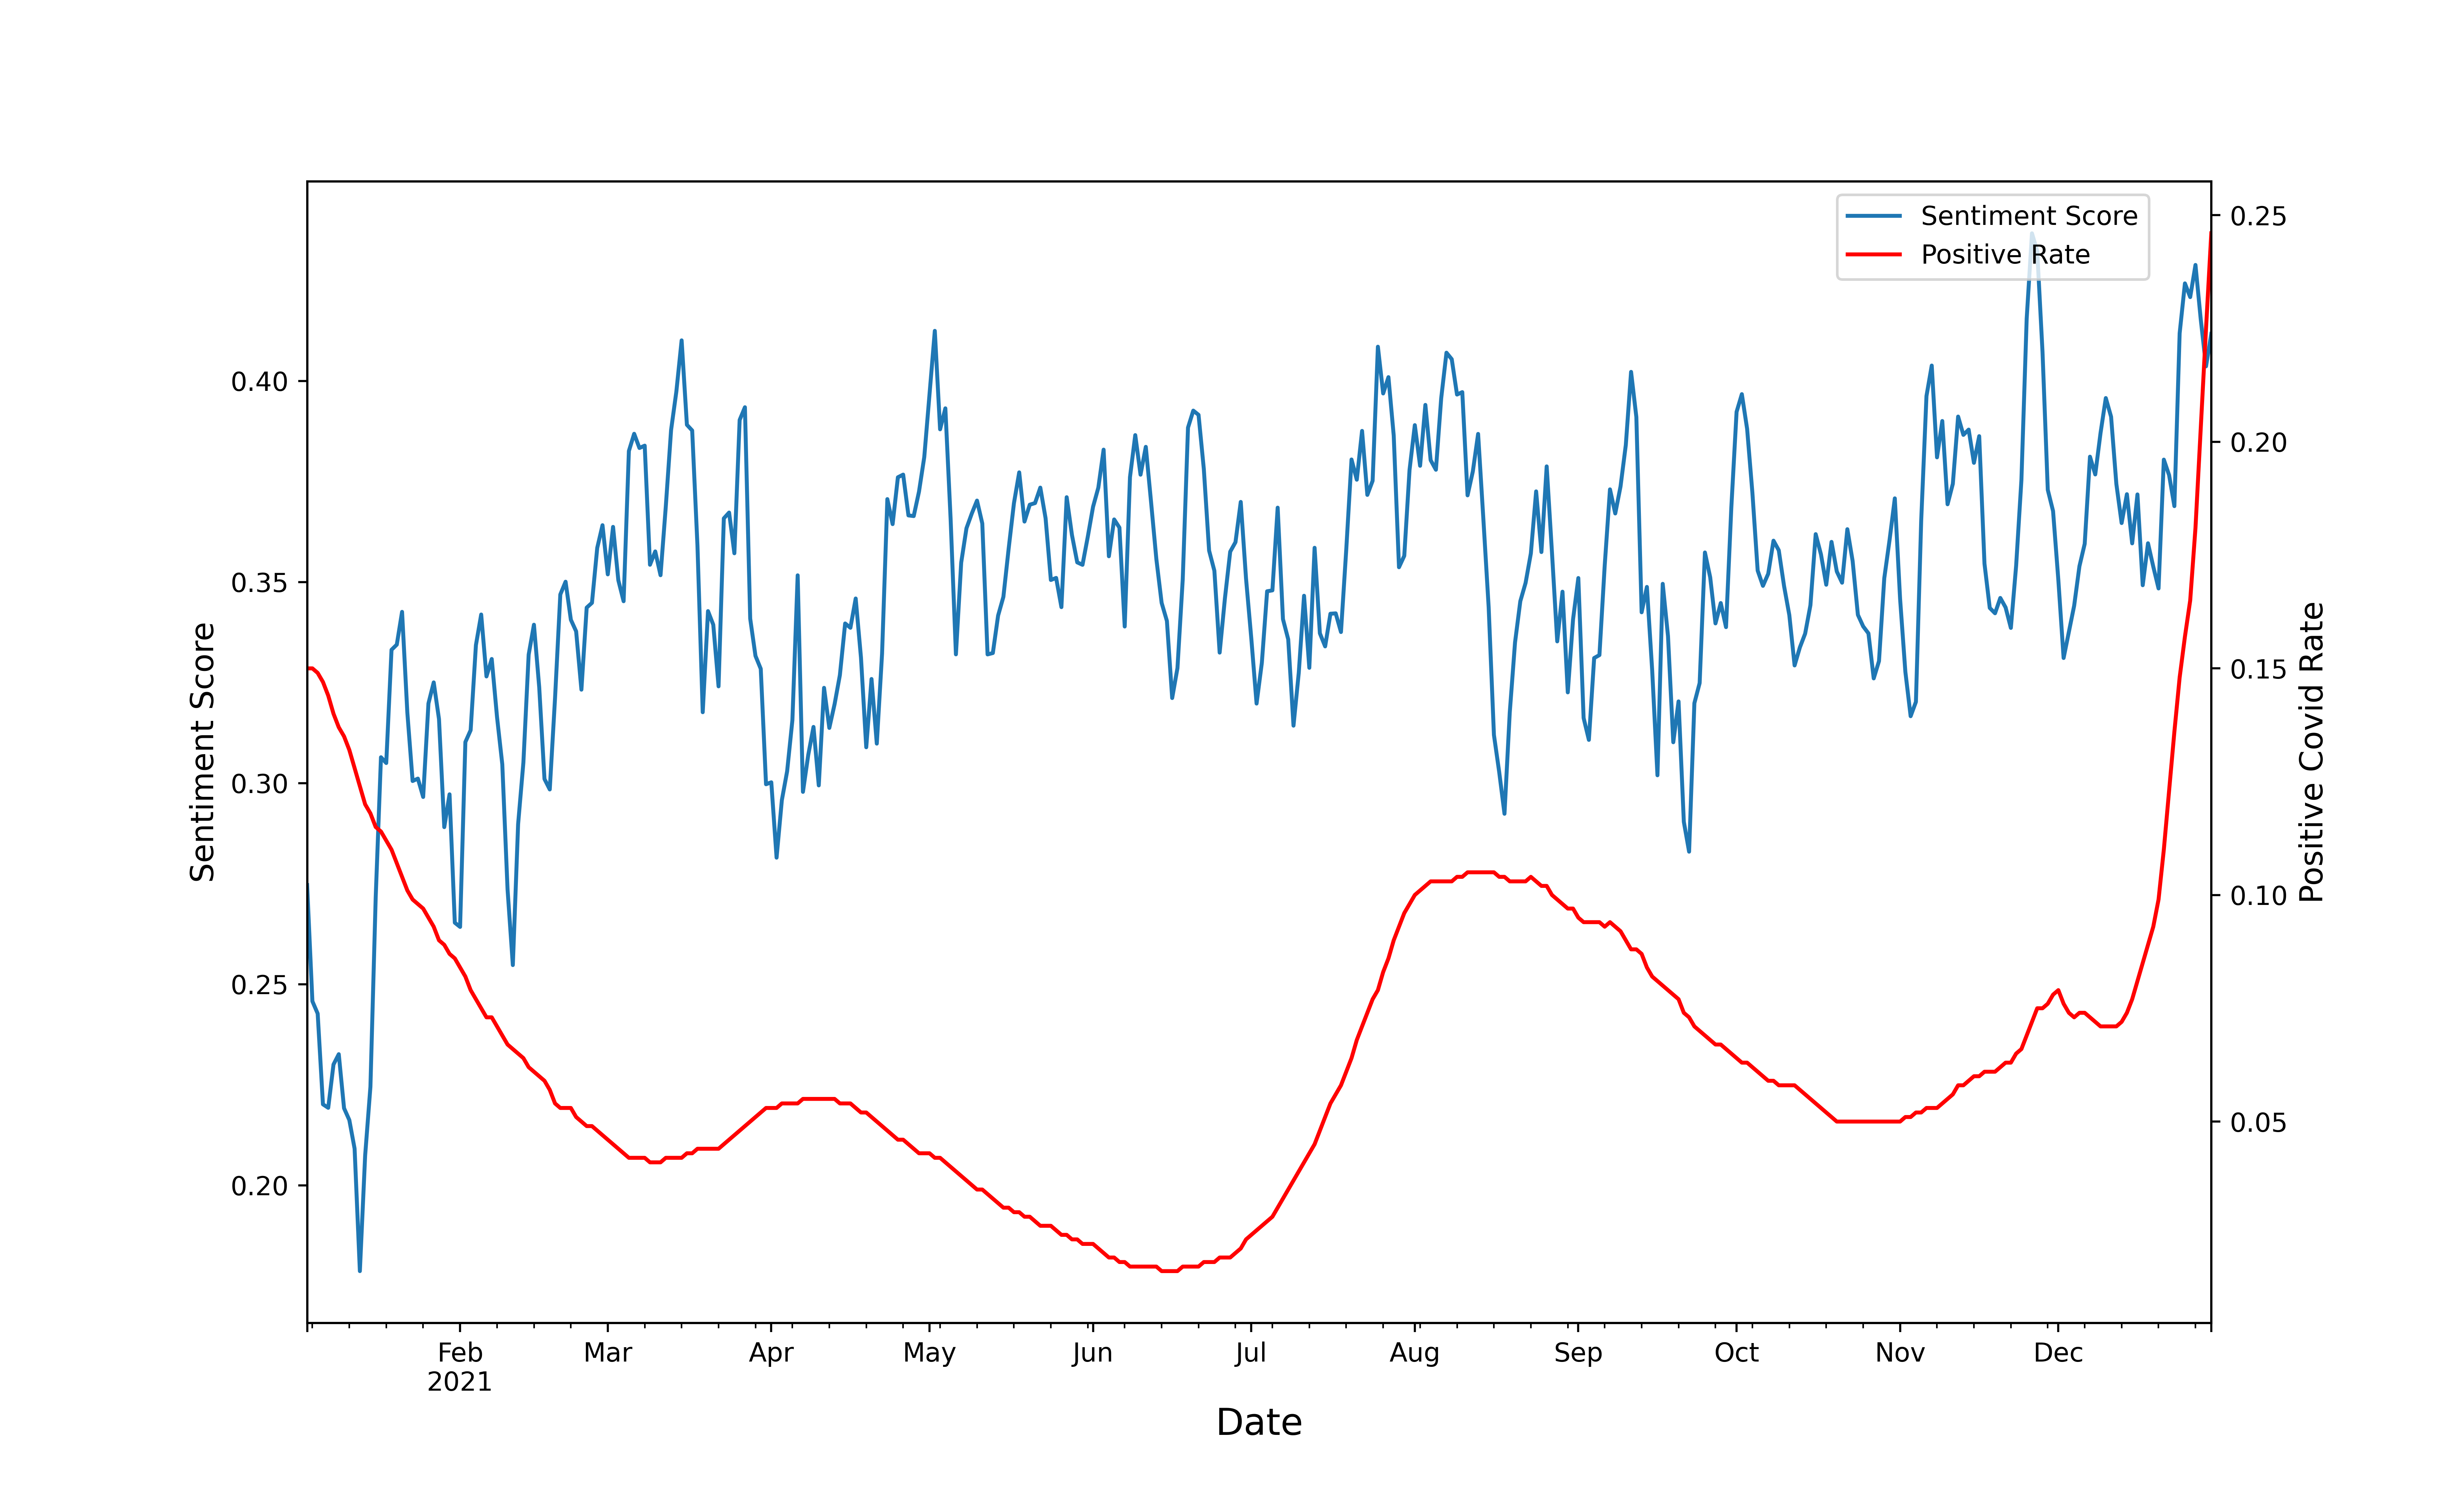 Sentiment Score
Positive Rate
0.40
0.35
0.30
0.25
0.20
Sentiment Score
0.25
0.20
0.15
0.10
0.05
Positive Covid Rate
Feb Mar Apr May Jun Jul Aug Sep Oct Nov Dec
2021
Date